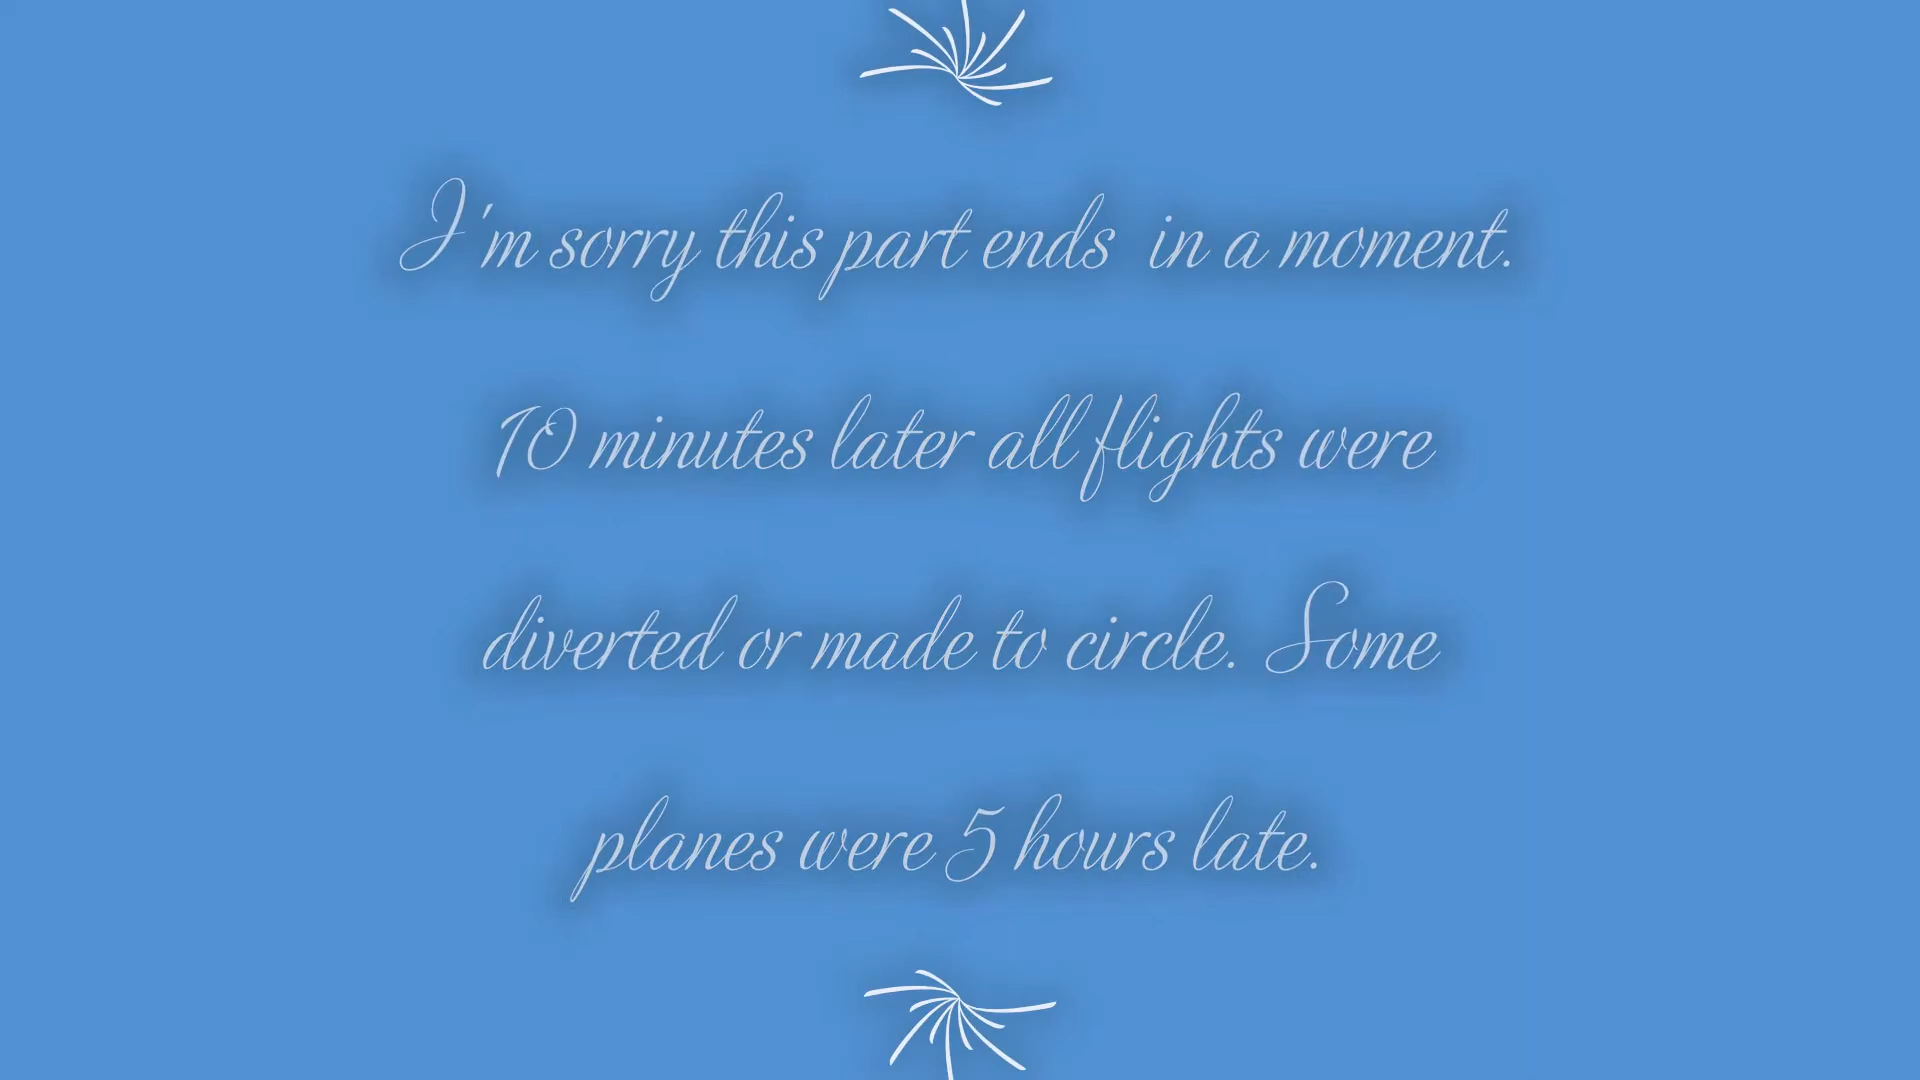 I'm sorry this part ends  in a moment.
10 minutes later all flights were
diverted or made to circle. Some
planes were 5 hours late.